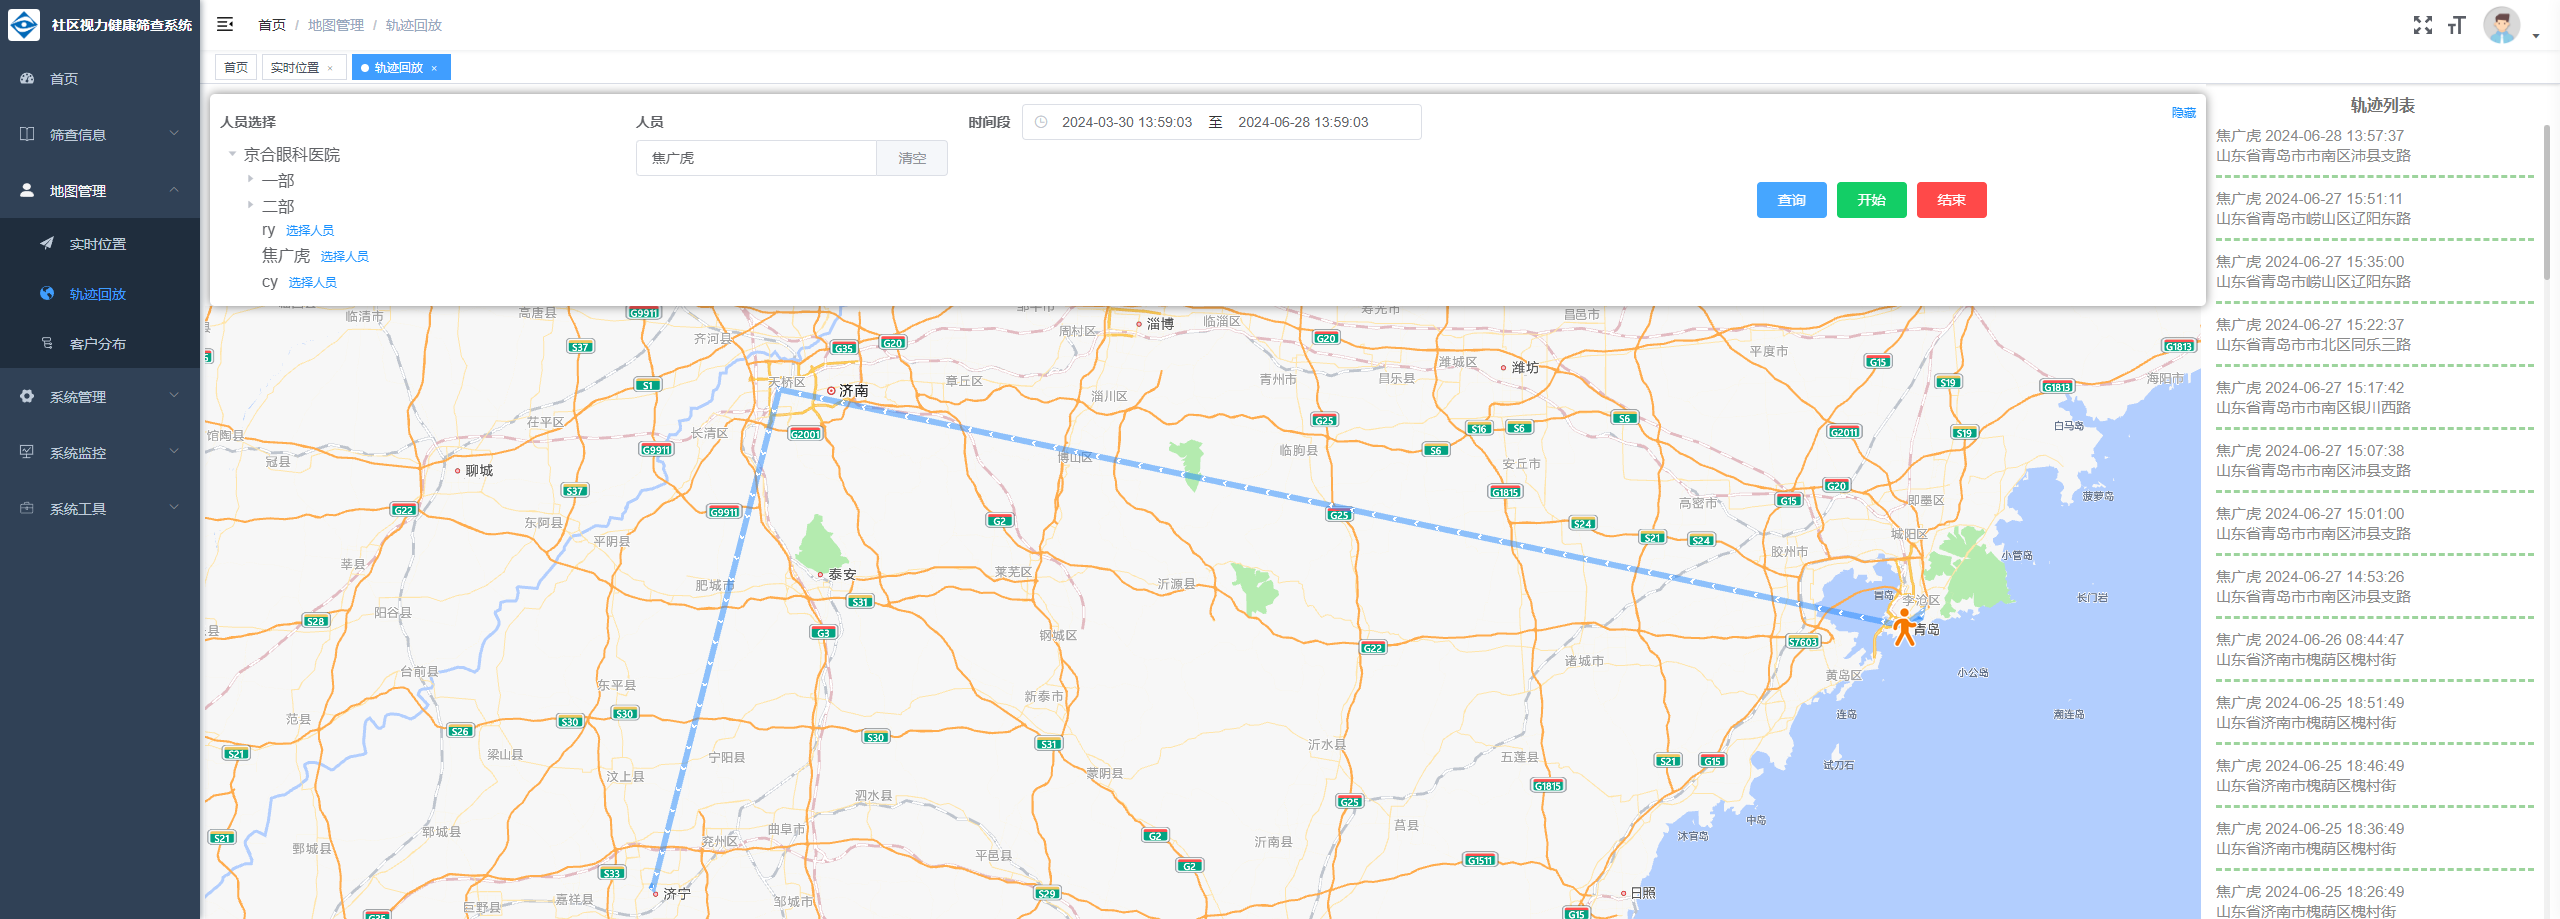 社区视力健康筛查系统
首页
筛查信息
地图管理
实时位置
轨迹回放
客户分布
系统管理
系统监控
系统工具
首页 / 地图管理 / 轨迹回放
首页
实时位置 ×
轨迹回放 ×
人员选择
京合眼科医院
一部
二部
ry 选择人员
焦广虎 选择人员
cy 选择人员
人员
焦广虎 清空
时间段 2024-03-30 13:59:03 至 2024-06-28 13:59:03
隐藏
查询 开始 结束
临清市
高唐县
G9911
周村区
淄博
临淄区
昌邑市
S37
齐河县
G35
G20
G20
潍城区
潍坊
平度市
G15
G1813
S1
天桥区
济南
章丘区
淄川区
青州市
昌乐县
S19
G1813
海阳市
馆陶县
冠县
茌平区
长清区
G2001
G9911
聊城
博山区
G25
临朐县
S6
S16
S6
S6
安丘市
G2011
S19
白马岛
S37
G22
G9911
东阿县
平阴县
G2
G25
G1815
高密市
G15
G20
即墨区
菠萝岛
S24
S21
S24
城阳区
胶州市
小管岛
莘县
肥城市
泰安
莱芜区
沂源县
李沧区
长门岩
阳谷县
S28
S31
G3
钢城区
G22
S7603
青岛
诸城市
黄岛区
小公岛
台前县
东平县
新泰市
范县
S30
S30
S26
S30
S31
连岛
潮连岛
S21
梁山县
宁阳县
沂水县
五莲县
S21
G15
试刀石
汶上县
蒙阴县
G1815
泗水县
G25
S21
鄄城县
郓城县
曲阜市
兖州区
G2
莒县
中岛
沐官岛
鄄城县
平邑县
沂南县
G2
G1511
S33
济宁
嘉祥县
巨野县
邹城市
S29
日照
G15
G35
轨迹列表
焦广虎 2024-06-28 13:57:37
山东省青岛市市南区沛县支路
焦广虎 2024-06-27 15:51:11
山东省青岛市崂山区辽阳东路
焦广虎 2024-06-27 15:35:00
山东省青岛市崂山区辽阳东路
焦广虎 2024-06-27 15:22:37
山东省青岛市市北区同乐三路
焦广虎 2024-06-27 15:17:42
山东省青岛市市南区银川西路
焦广虎 2024-06-27 15:07:38
山东省青岛市市南区沛县支路
焦广虎 2024-06-27 15:01:00
山东省青岛市市南区沛县支路
焦广虎 2024-06-27 14:53:26
山东省青岛市市南区沛县支路
焦广虎 2024-06-26 08:44:47
山东省济南市槐荫区槐村街
焦广虎 2024-06-25 18:51:49
山东省济南市槐荫区槐村街
焦广虎 2024-06-25 18:46:49
山东省济南市槐荫区槐村街
焦广虎 2024-06-25 18:36:49
山东省济南市槐荫区槐村街
焦广虎 2024-06-25 18:26:49
山东省济南市槐荫区槐村街